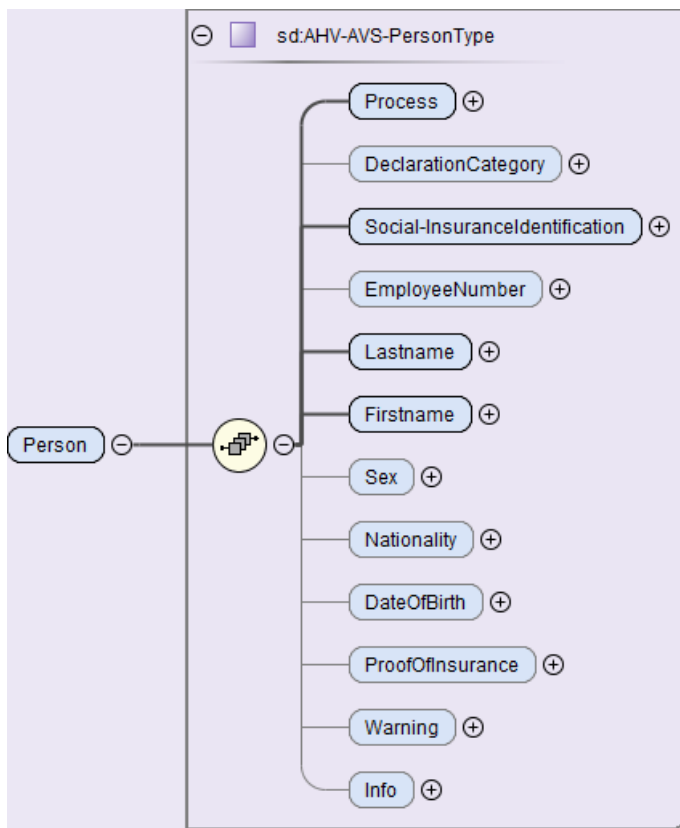 sd:AHV-AVS-PersonType
Process
DeclarationCategory
Social-InsuranceIdentification
EmployeeNumber
Lastname
Firstname
Person
Sex
Nationality
DateOfBirth
ProofOfInsurance
Warning
Info